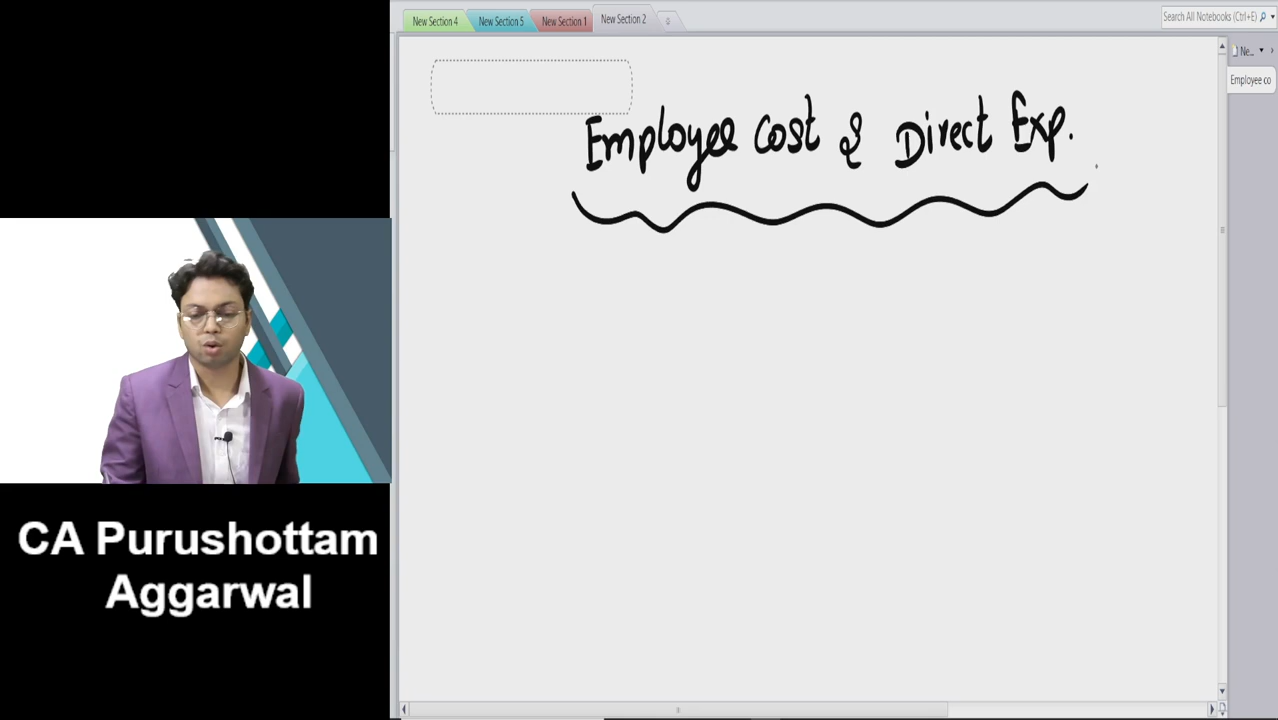 New Section 4
New Section 5
New Section 1
New Section 2
Search All Notebooks (Ctrl+E)
Ne...
Employee co
Employee Cost & Direct Exp.
CA Purushottam
Aggarwal